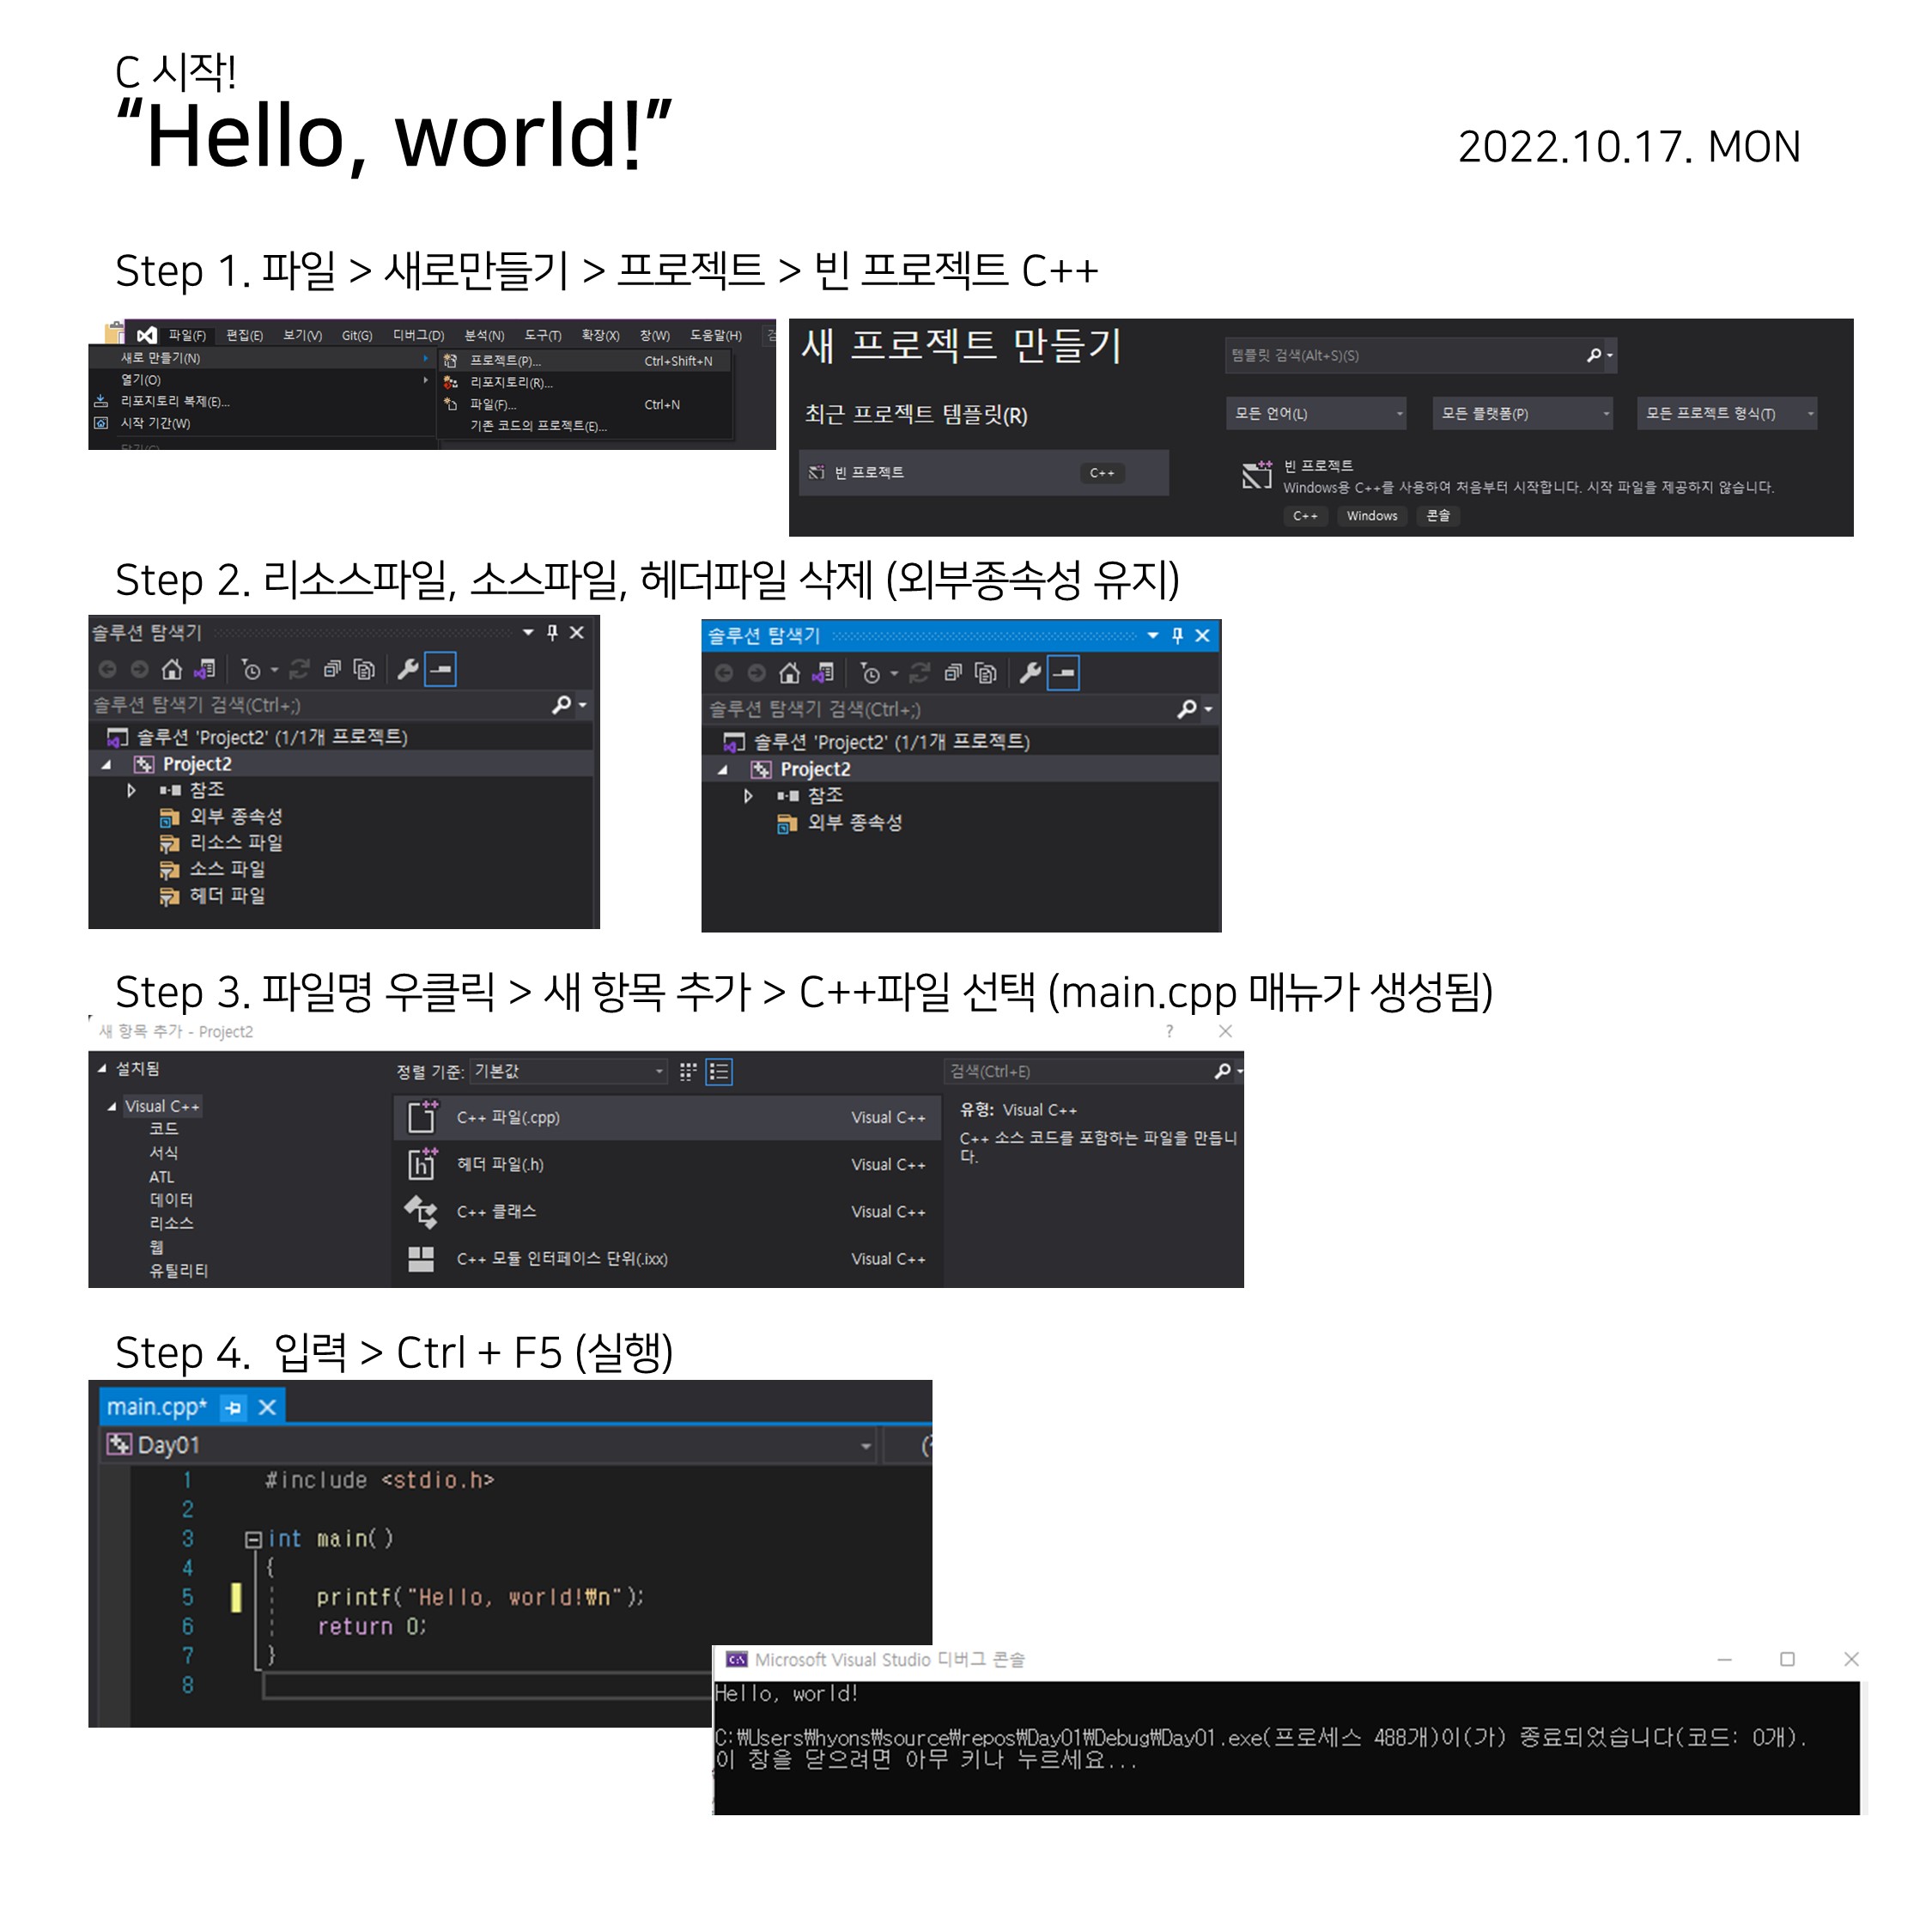 C 시작!
“Hello, world!”
2022.10.17. MON
Step 1. 파일 > 새로만들기 > 프로젝트 > 빈 프로젝트 C++
파일(F) 편집(E) 보기(V) Git(G) 디버그(D) 분석(N) 도구(T) 확장(X) 창(W) 도움말(H) 검
새로 만들기(N)
열기(O)
리포지토리 복제(E)...
시작 기간(W)
닫기(C)
프로젝트(P)... Ctrl+Shift+N
리포지토리(R)...
파일(F)... Ctrl+N
기존 코드의 프로젝트(E)...
새 프로젝트 만들기
템플릿 검색(Alt+S)(S)
최근 프로젝트 템플릿(R)
모든 언어(L) 모든 플랫폼(P) 모든 프로젝트 형식(T)
빈 프로젝트 C++
빈 프로젝트
Windows용 C++를 사용하여 처음부터 시작합니다. 시작 파일을 제공하지 않습니다.
C++ Windows 콘솔
Step 2. 리소스파일, 소스파일, 헤더파일 삭제 (외부종속성 유지)
솔루션 탐색기
솔루션 탐색기 검색(Ctrl+;)
솔루션 'Project2' (1/1개 프로젝트)
Project2
참조
외부 종속성
리소스 파일
소스 파일
헤더 파일
솔루션 탐색기
솔루션 탐색기 검색(Ctrl+;)
솔루션 'Project2' (1/1개 프로젝트)
Project2
참조
외부 종속성
Step 3. 파일명 우클릭 > 새 항목 추가 > C++파일 선택 (main.cpp 매뉴가 생성됨)
새 항목 추가 - Project2 ?
설치됨
Visual C++
코드
서식
ATL
데이터
리소스
웹
유틸리티
정렬 기준: 기본값
C++ 파일(.cpp) Visual C++
헤더 파일(.h) Visual C++
C++ 클래스 Visual C++
C++ 모듈 인터페이스 단위(.ixx) Visual C++
검색(Ctrl+E)
유형: Visual C++
C++ 소스 코드를 포함하는 파일을 만듭니
다.
Step 4. 입력 > Ctrl + F5 (실행)
main.cpp*
Day01
1 #include <stdio.h>
2
3 int main()
4 {
5 printf("Hello, world!₩n");
6 return 0;
7 }
8
Microsoft Visual Studio 디버그 콘솔
Hello, world!
C:₩Users₩hyons₩source₩repos₩Day01₩Debug₩Day01.exe(프로세스 488개)이(가) 종료되었습니다(코드: 0개).
이 창을 닫으려면 아무 키나 누르세요...